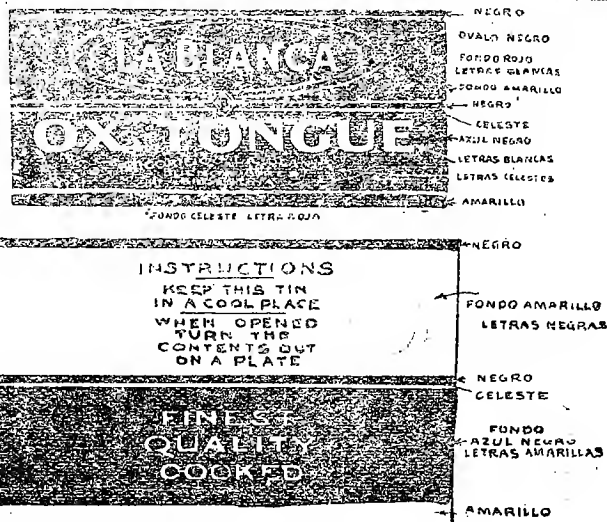 NEGRO
OVALO NEGRO
LA BLANCA
FONDO ROJO
LETRAS BLANCAS
FONDO AMARILLO
NEGRO
CELESTE
OX. TONGUE
AZUL NEGRO
LETRAS BLANCAS
LETRAS CELESTES
AMARILLO
FONDO CELESTE LETRA ROJA
NEGRO
INSTRUCTIONS
KEEP THIS TIN
IN A COOL PLACE
WHEN OPENED
TURN THE
CONTENTS OUT
ON A PLATE
FONDO AMARILLO
LETRAS NEGRAS
NEGRO
CELESTE
FINEST
QUALITY
COOKED
FONDO
AZUL NEGRO
LETRAS AMARILLAS
AMARILLO